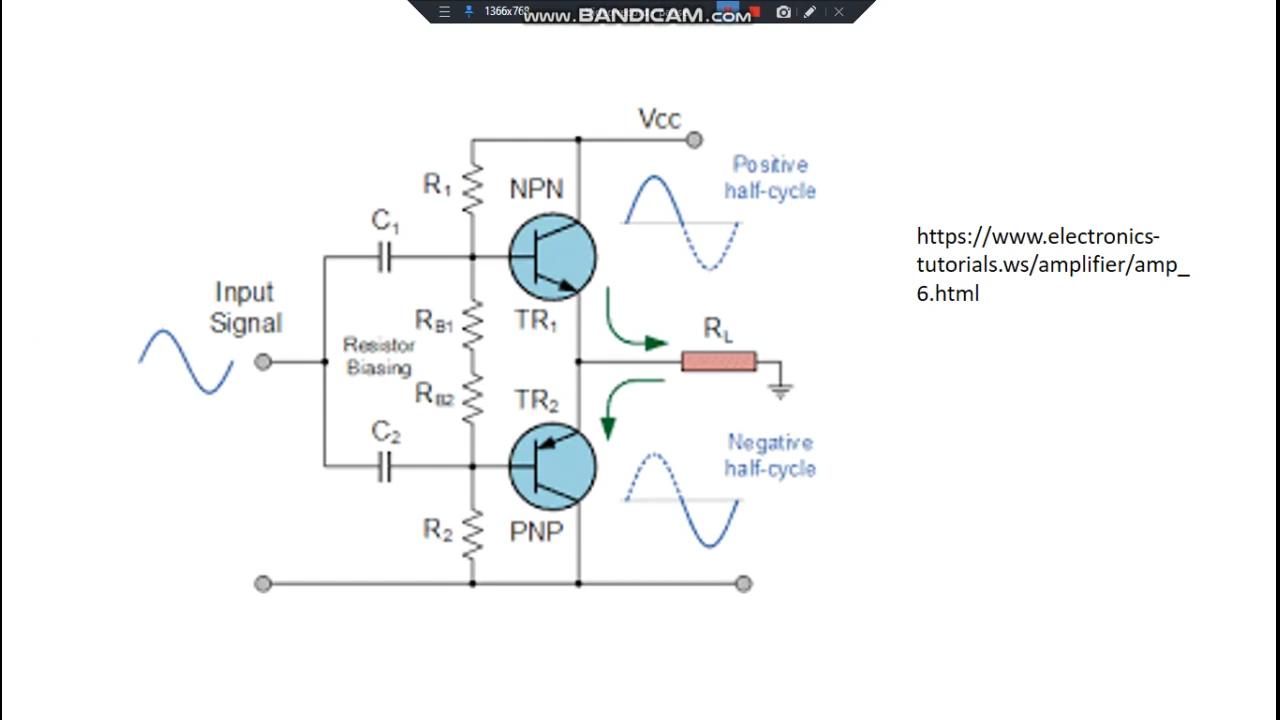 1366x768
www.BANDICAM.com
Vcc
Positive
half-cycle
R1
NPN
C1
https://www.electronics-
tutorials.ws/amplifier/amp_
6.html
Input
Signal
RB1
TR1
RL
Resistor
Biasing
RB2
TR2
C2
Negative
half-cycle
R2
PNP